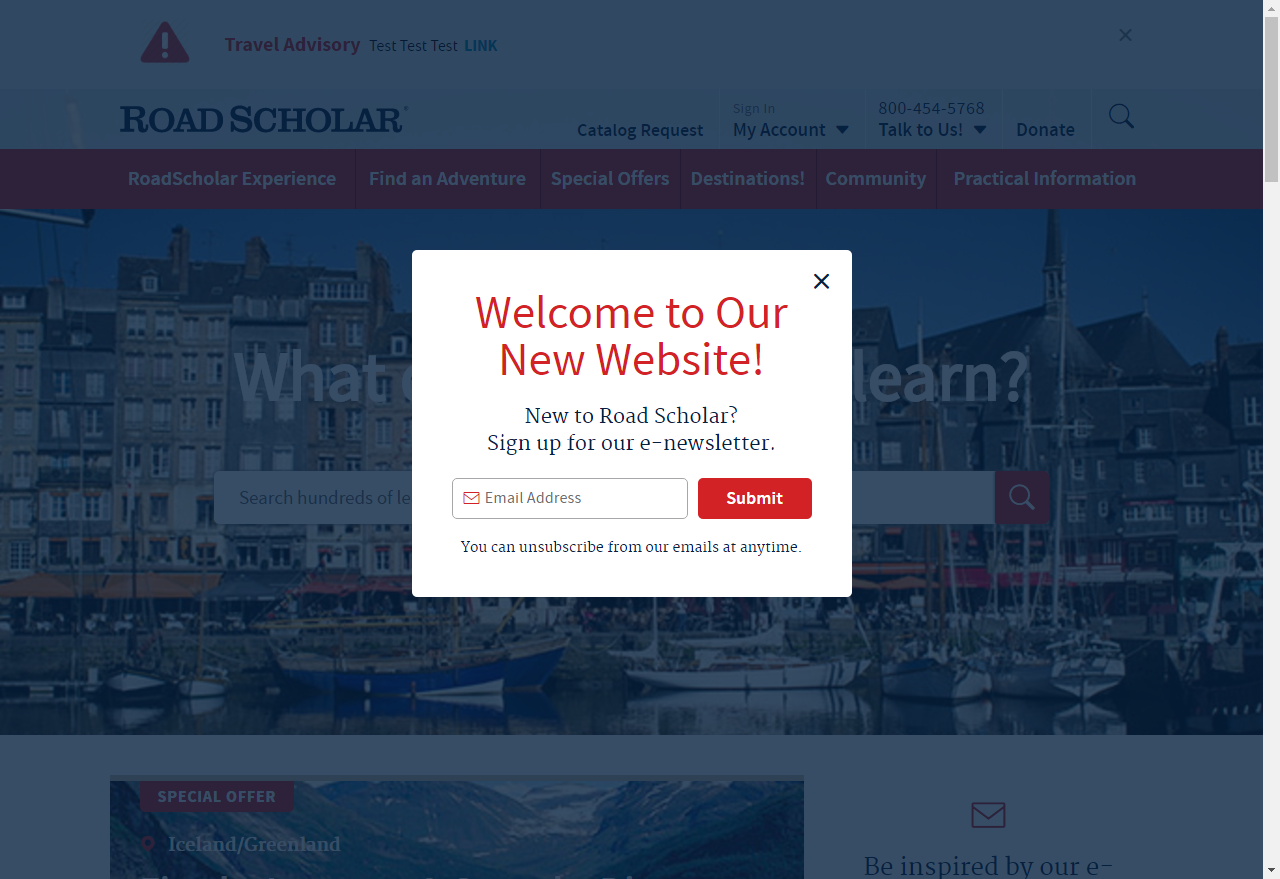 Travel Advisory Test Test Test LINK
ROAD SCHOLAR®
Catalog Request
Sign In
My Account
800-454-5768
Talk to Us!
Donate
RoadScholar Experience
Find an Adventure
Special Offers
Destinations!
Community
Practical Information
What
learn?
Search hundreds of le
Welcome to Our
New Website!
New to Road Scholar?
Sign up for our e-newsletter.
Email Address
Submit
You can unsubscribe from our emails at anytime.
SPECIAL OFFER
Iceland/Greenland
Be inspired by our e-